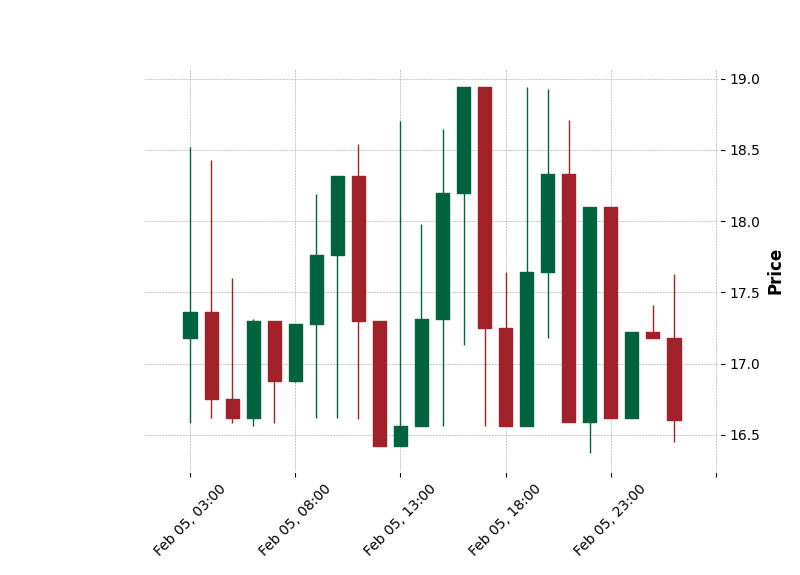 19.0
18.5
18.0
17.5
17.0
16.5
Price
Feb 05, 03:00
Feb 05, 08:00
Feb 05, 13:00
Feb 05, 18:00
Feb 05, 23:00